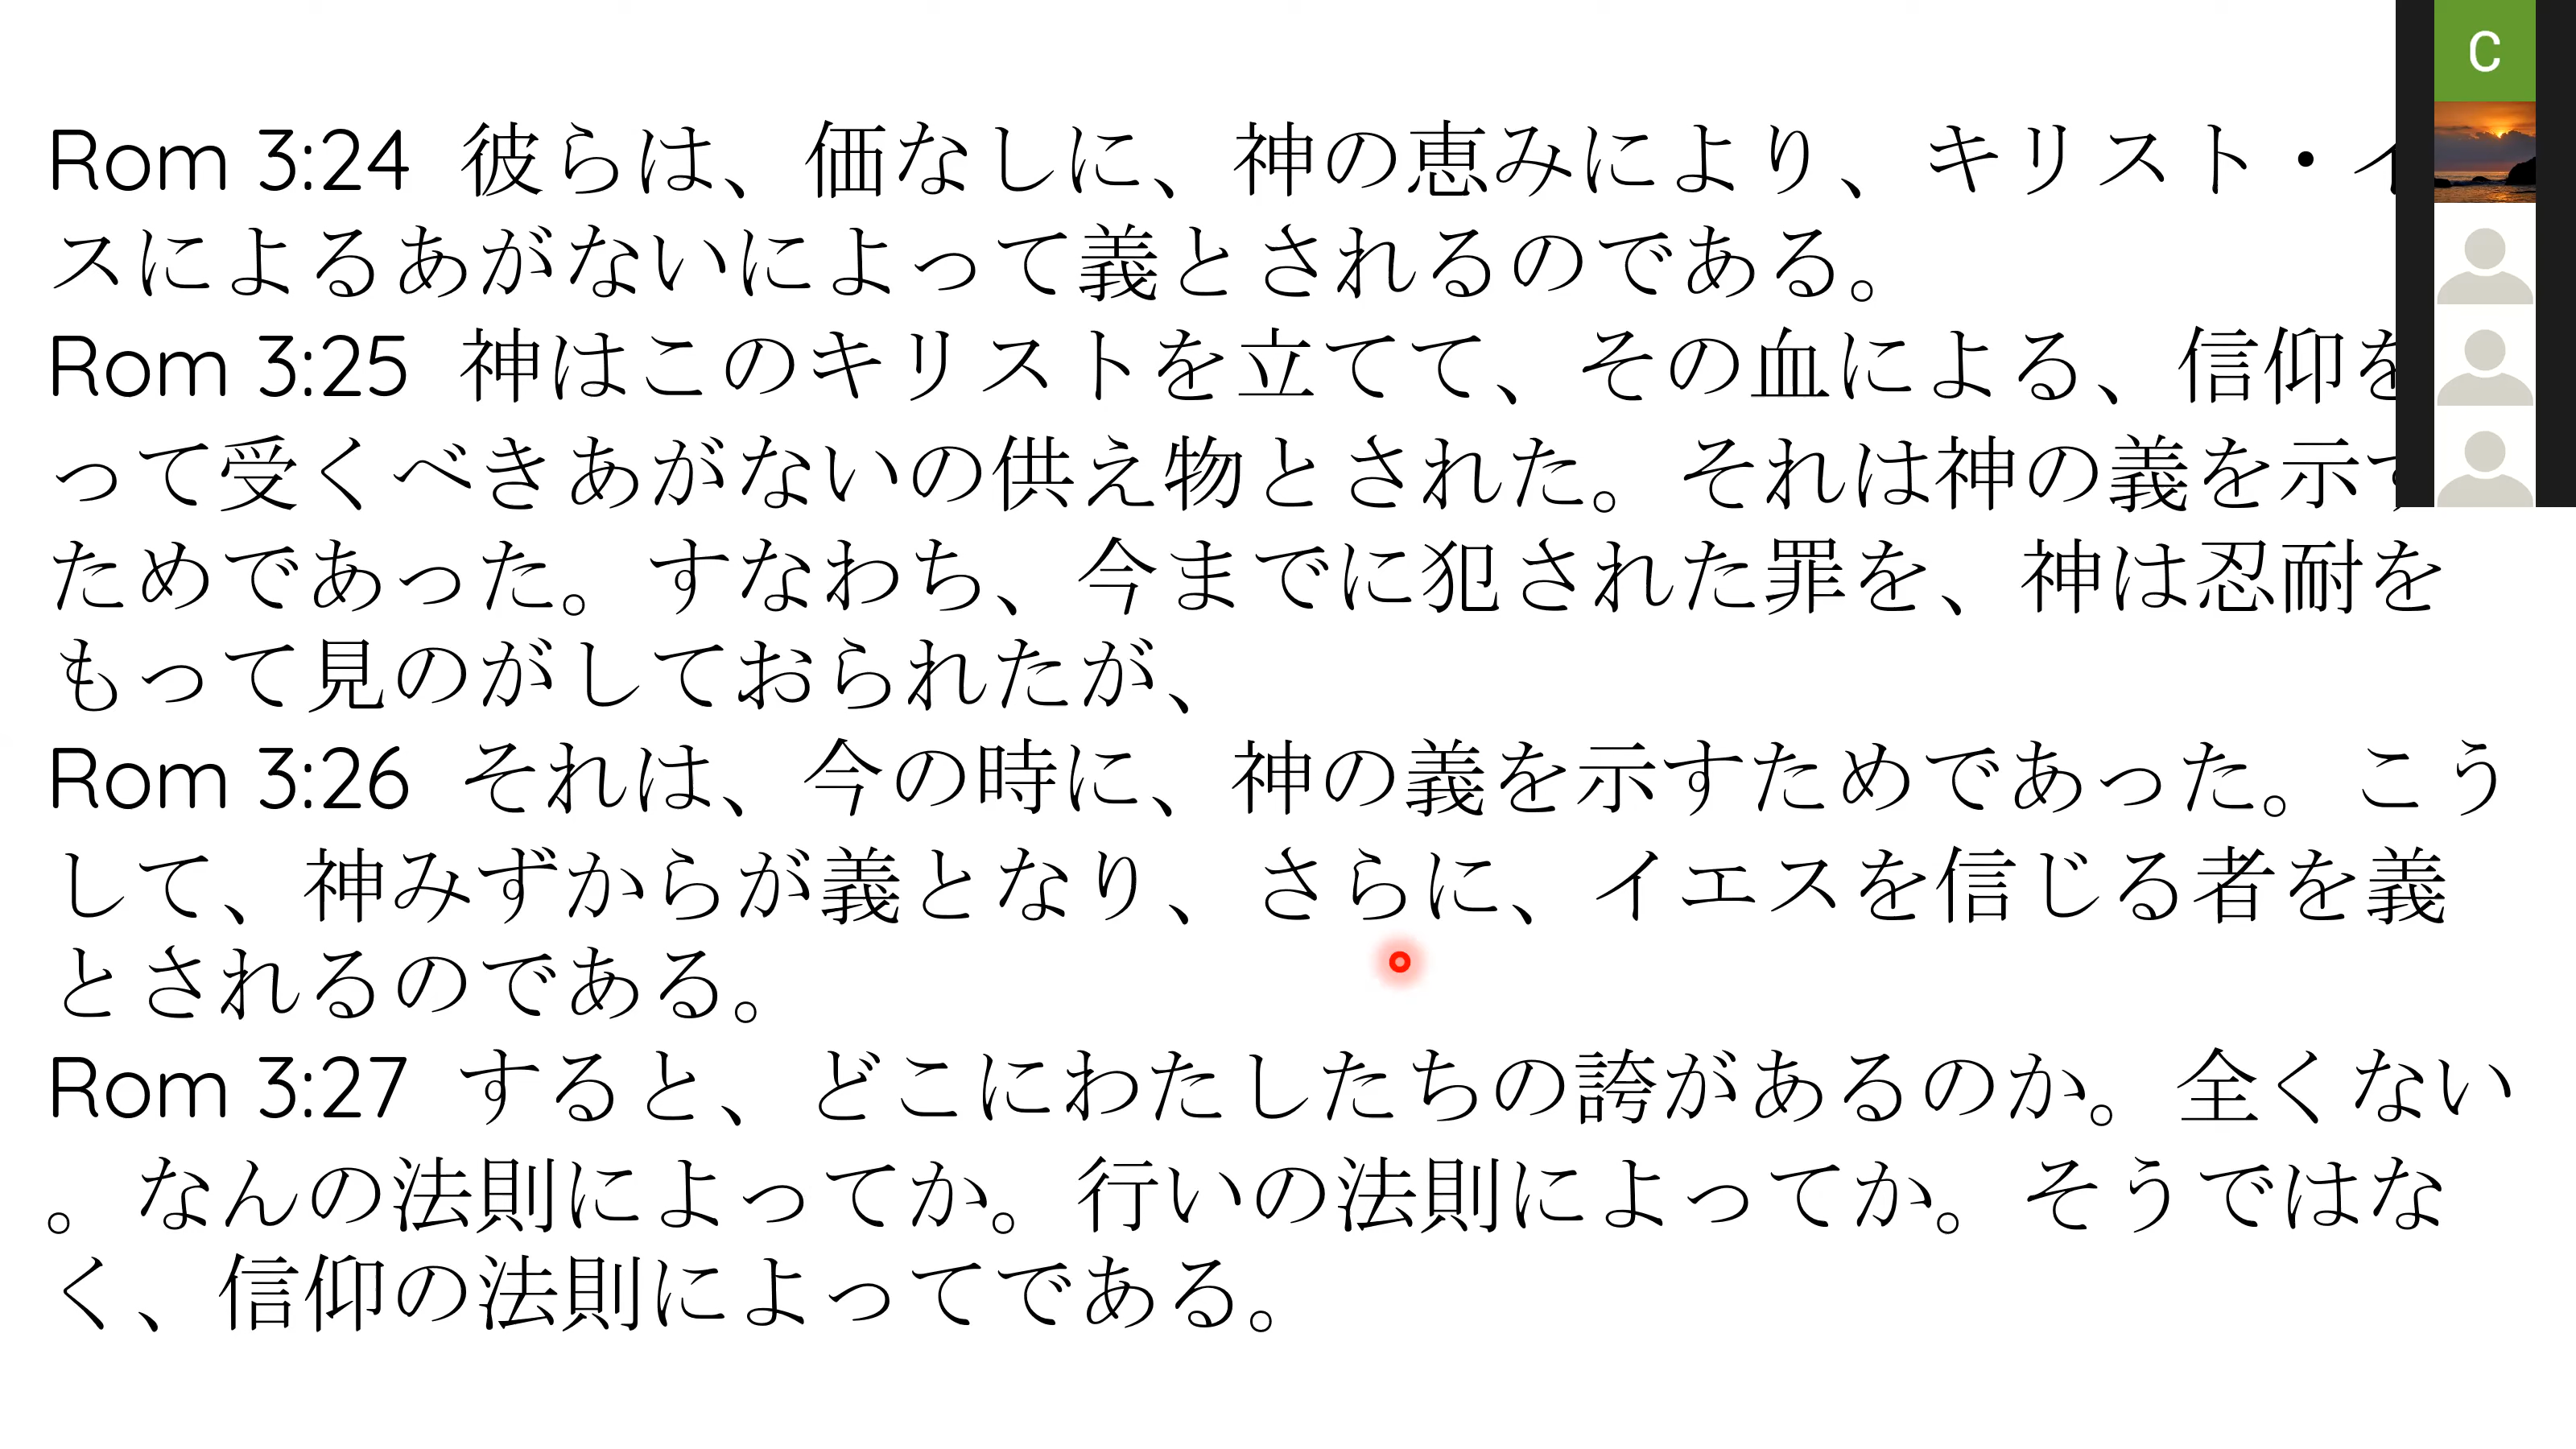 Rom 3:24 彼らは、価なしに、神の恵みにより、キリスト・イ
スによるあがないによって義とされるのである。
Rom 3:25 神はこのキリストを立てて、その血による、信仰を
って受くべきあがないの供え物とされた。それは神の義を示す
ためであった。すなわち、今までに犯された罪を、神は忍耐を
もって見のがしておられたが、
Rom 3:26 それは、今の時に、神の義を示すためであった。こう
して、神みずからが義となり、さらに、イエスを信じる者を義
とされるのである。
Rom 3:27 すると、どこにわたしたちの誇があるのか。全くない
。なんの法則によってか。行いの法則によってか。そうではな
く、信仰の法則によってである。
C